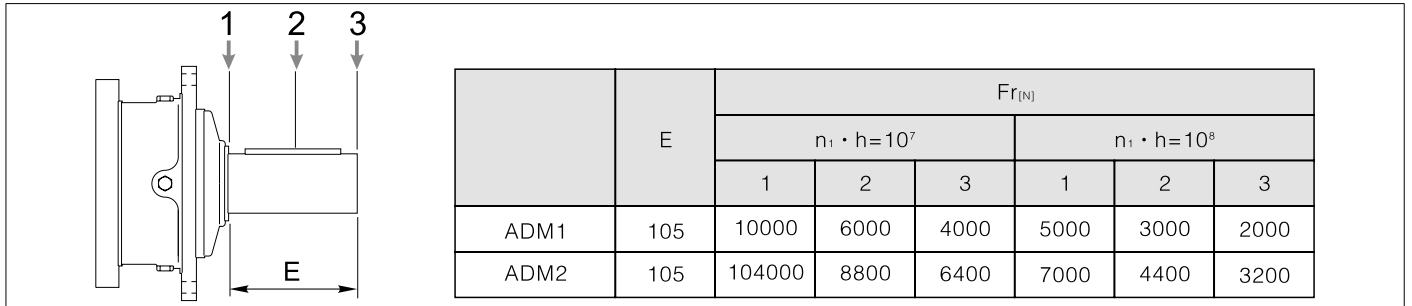 1 2 3
E
E Fr[N]
n₁・h=10⁷ n₁・h=10⁸
1 2 3 1 2 3
ADM1 105 10000 6000 4000 5000 3000 2000
ADM2 105 104000 8800 6400 7000 4400 3200